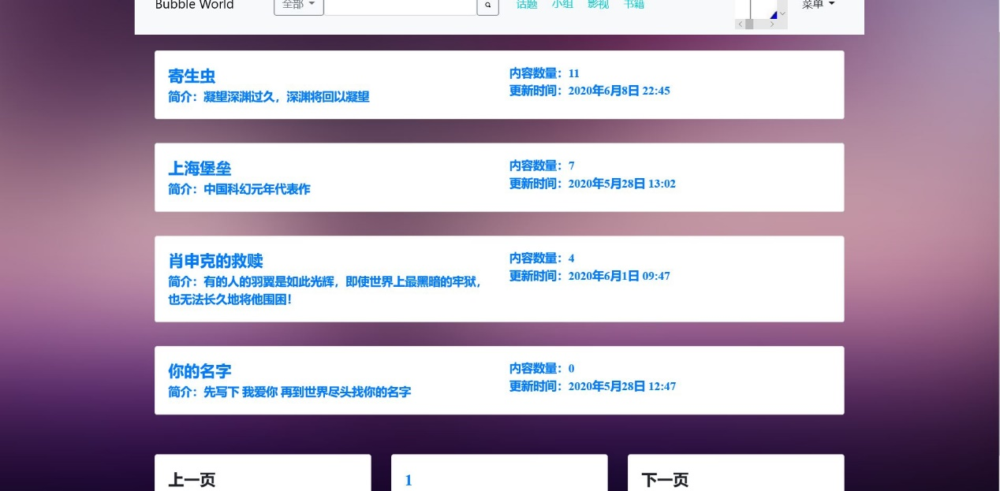 Bubble World 全部 话题 小组 影视 书籍 菜单
寄生虫
简介：凝望深渊过久，深渊将回以凝望
内容数量：11
更新时间：2020年6月8日 22:45
上海堡垒
简介：中国科幻元年代表作
内容数量：7
更新时间：2020年5月28日 13:02
肖申克的救赎
简介：有的人的羽翼是如此光辉，即使世界上最黑暗的牢狱，
也无法长久地将他围困！
内容数量：4
更新时间：2020年6月1日 09:47
你的名字
简介：先写下 我爱你 再到世界尽头找你的名字
内容数量：0
更新时间：2020年5月28日 12:47
上一页 1 下一页